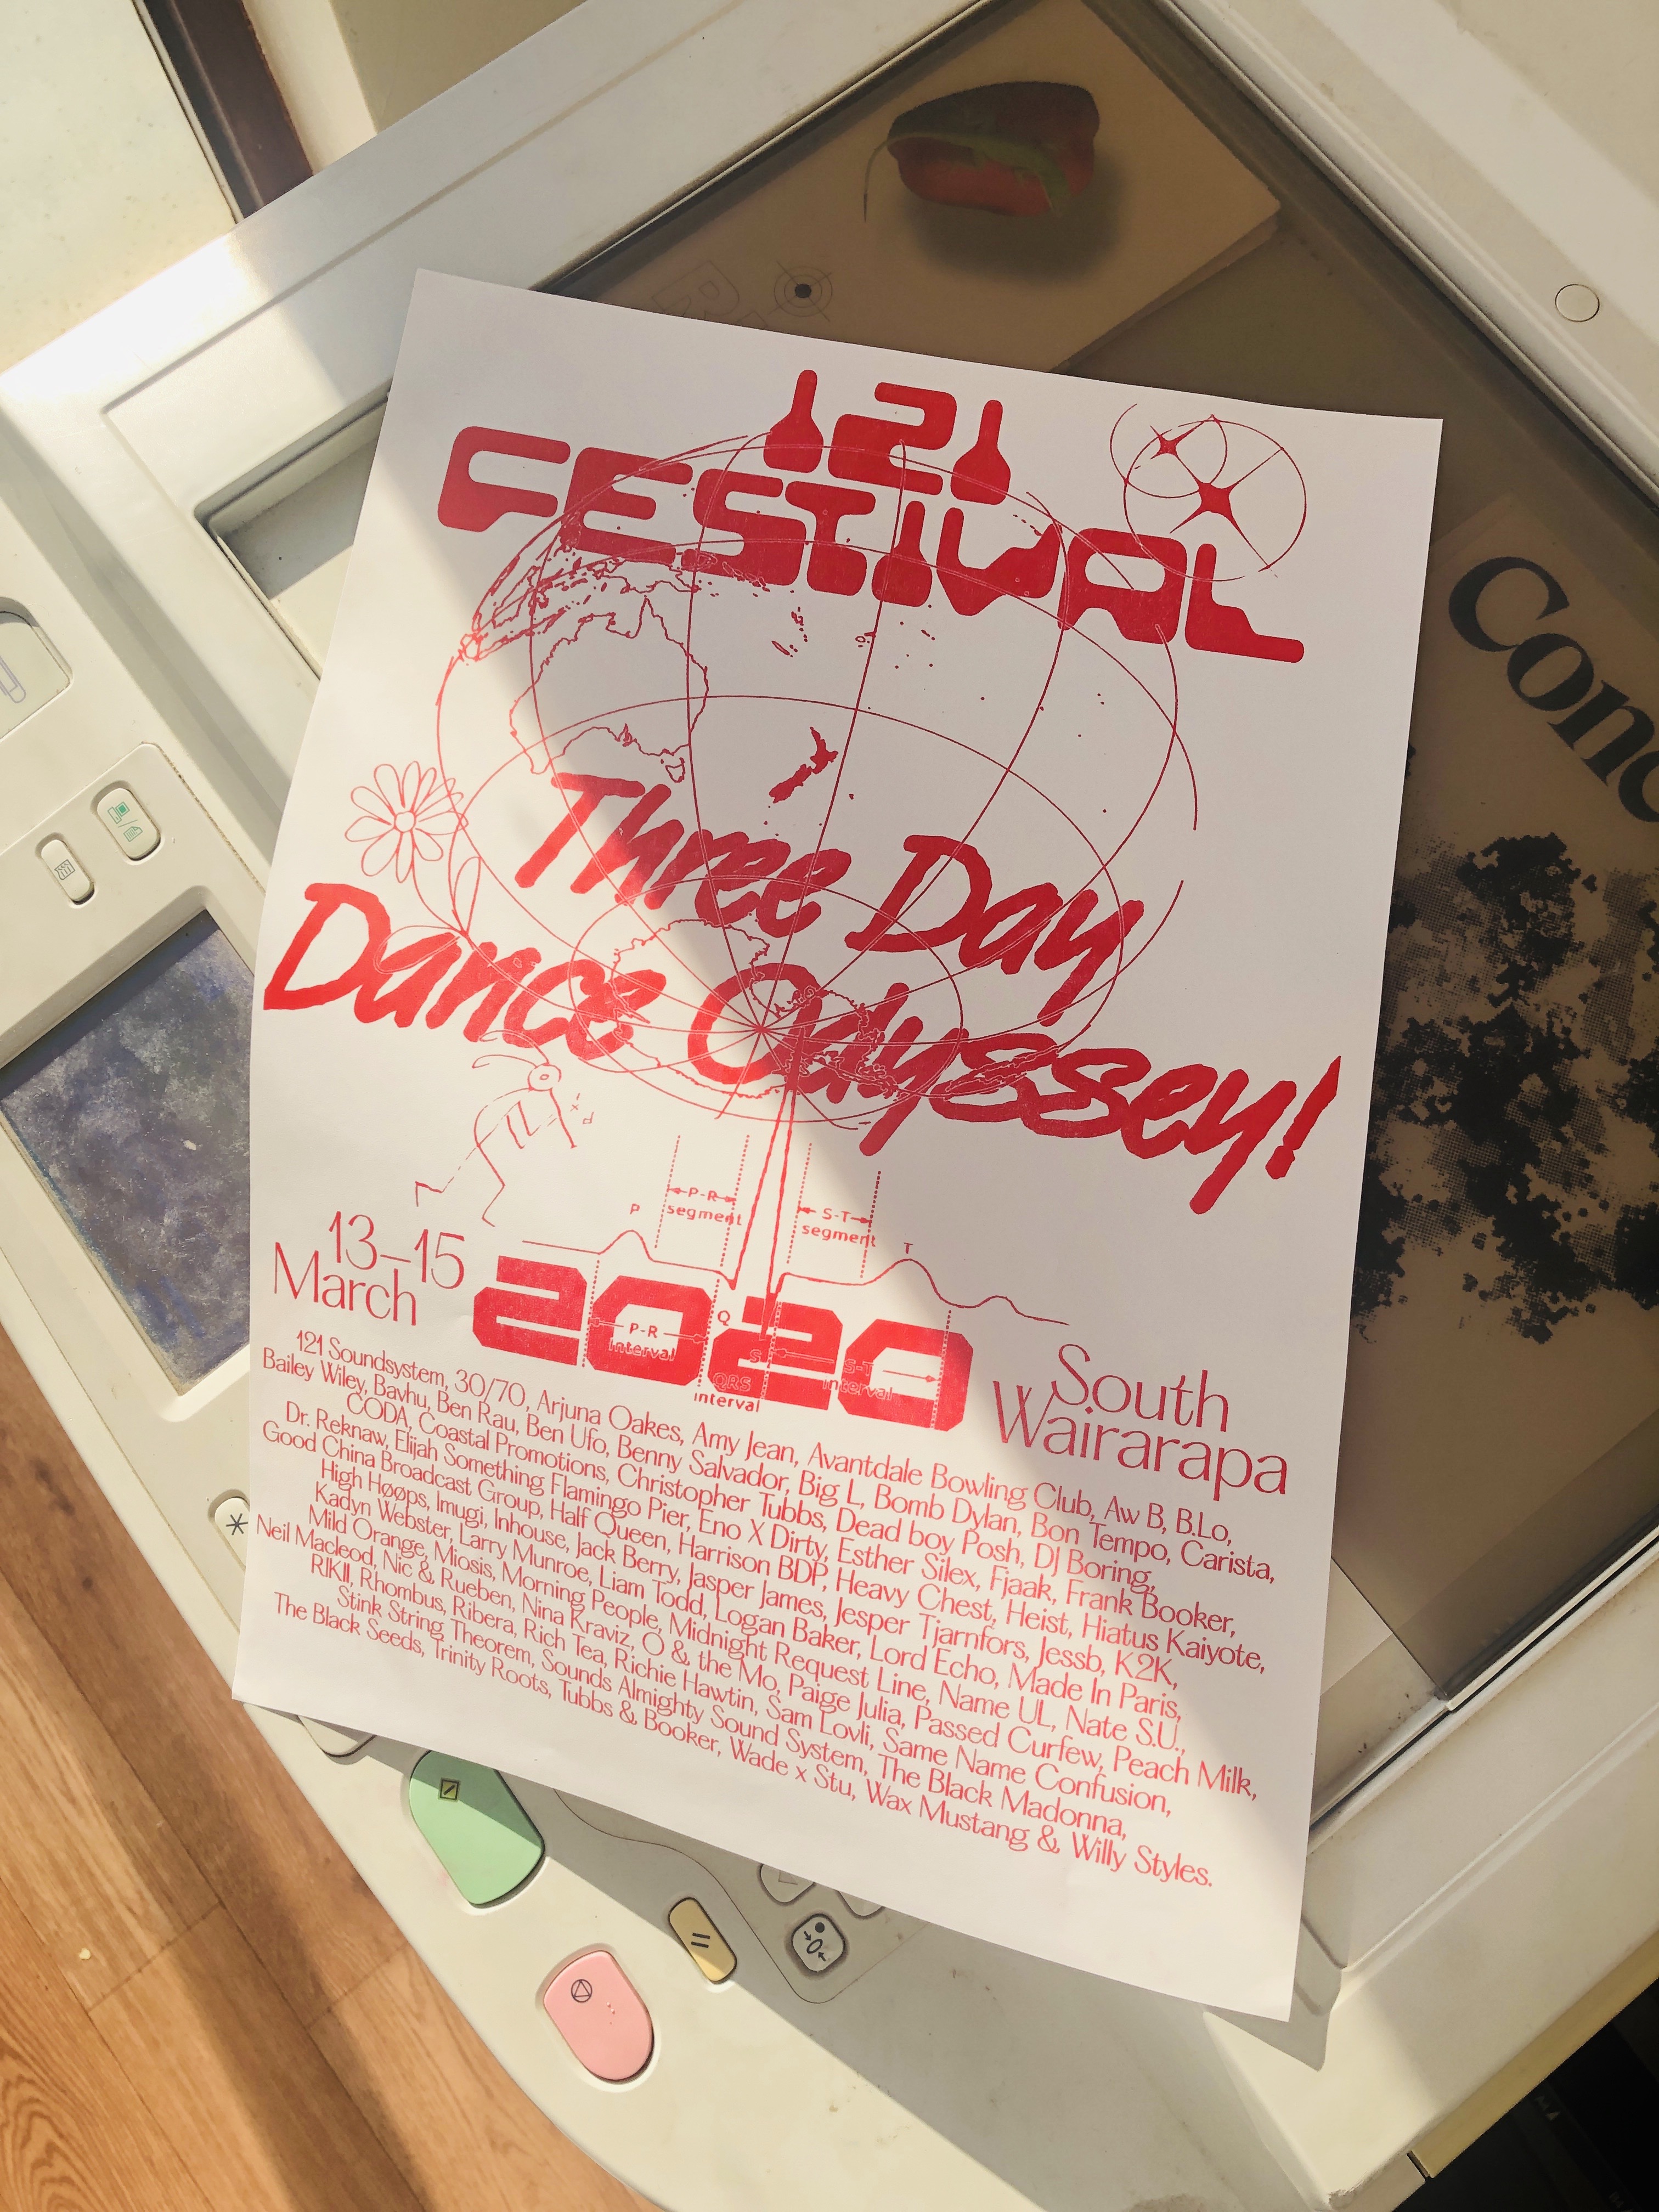 121
FESTIVAL
Conc
Three Day
Dance Odyssey!
P
P-R
segment
S-T
segment
T
13–15
March
2020
P-R
interval
Q
S
S-T
interval
QRS
interval
South
Wairarapa
121 Soundsystem, 30/70, Arjuna Oakes, Amy Jean, Avantdale Bowling Club, Aw B, B.Lo,
Bailey Wiley, Bavhu, Ben Rau, Ben Ufo, Benny Salvador, Big L, Bomb Dylan, Bon Tempo, Carista,
CODA, Coastal Promotions, Christopher Tubbs, Dead boy Posh, DJ Boring,
Dr. Reknaw, Elijah Something Flamingo Pier, Eno X Dirty, Esther Silex, Fjaak, Frank Booker,
Good China Broadcast Group, Half Queen, Harrison BDP, Heavy Chest, Heist, Hiatus Kaiyote,
High Høøps, Imugi, Inhouse, Jack Berry, Jasper James, Jesper Tjarnfors, Jessb, K2K,
Kadyn Webster, Larry Munroe, Liam Todd, Logan Baker, Lord Echo, Made In Paris,
Mild Orange, Miosis, Morning People, Midnight Request Line, Name UL, Nate S.U.,
Neil Macleod, Nic & Rueben, Nina Kraviz, O & the Mo, Paige Julia, Passed Curfew, Peach Milk,
RIKII, Rhombus, Ribera, Rich Tea, Richie Hawtin, Sam Lovli, Same Name Confusion,
Stink String Theorem, Sounds Almighty Sound System, The Black Madonna,
The Black Seeds, Trinity Roots, Tubbs & Booker, Wade x Stu, Wax Mustang & Willy Styles.